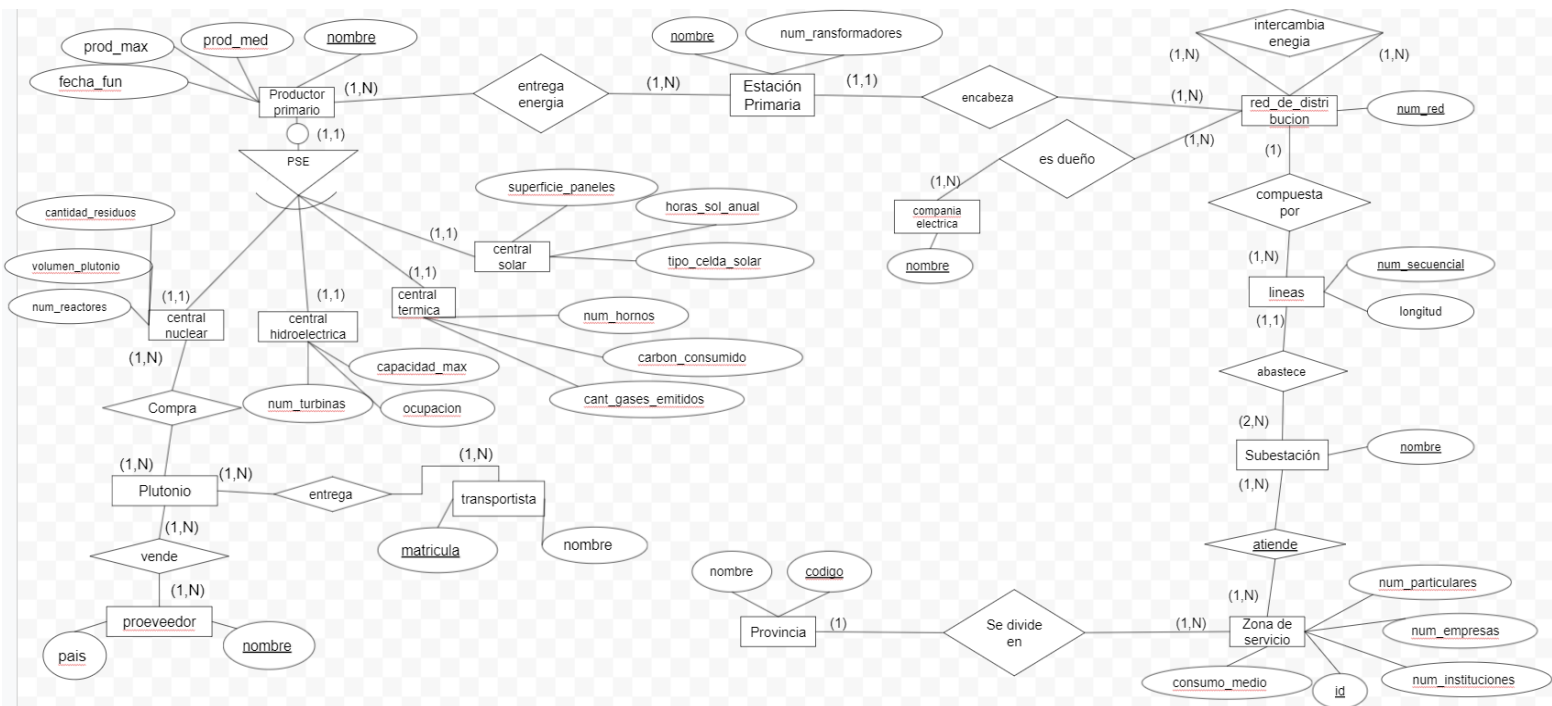 prod_max
prod_med
nombre
fecha_fun
Productor
primario
(1,N)
entrega
energia
(1,N)
nombre
num_ransformadores
Estación
Primaria
(1,1)
encabeza
(1,N)
intercambia
enegia
(1,N)
(1,N)
red_de_distri
bucion
num_red
(1,1)
PSE
es dueño
(1,N)
(1,N)
compania
electrica
nombre
(1)
compuesta
por
(1,N)
lineas
num_secuencial
longitud
(1,1)
abastece
(2,N)
Subestación
nombre
(1,N)
atiende
(1,N)
Zona de
servicio
num_particulares
num_empresas
num_instituciones
id
consumo_medio
(1,N)
Se divide
en
(1)
Provincia
nombre
codigo
superficie_paneles
horas_sol_anual
tipo_celda_solar
(1,1)
central
solar
(1,1)
central
termica
num_hornos
carbon_consumido
cant_gases_emitidos
(1,1)
central
hidroelectrica
capacidad_max
num_turbinas
ocupacion
cantidad_residuos
volumen_plutonio
num_reactores
(1,1)
central
nuclear
(1,N)
Compra
(1,N)
Plutonio
(1,N)
entrega
(1,N)
transportista
matricula
nombre
(1,N)
vende
(1,N)
proeveedor
pais
nombre